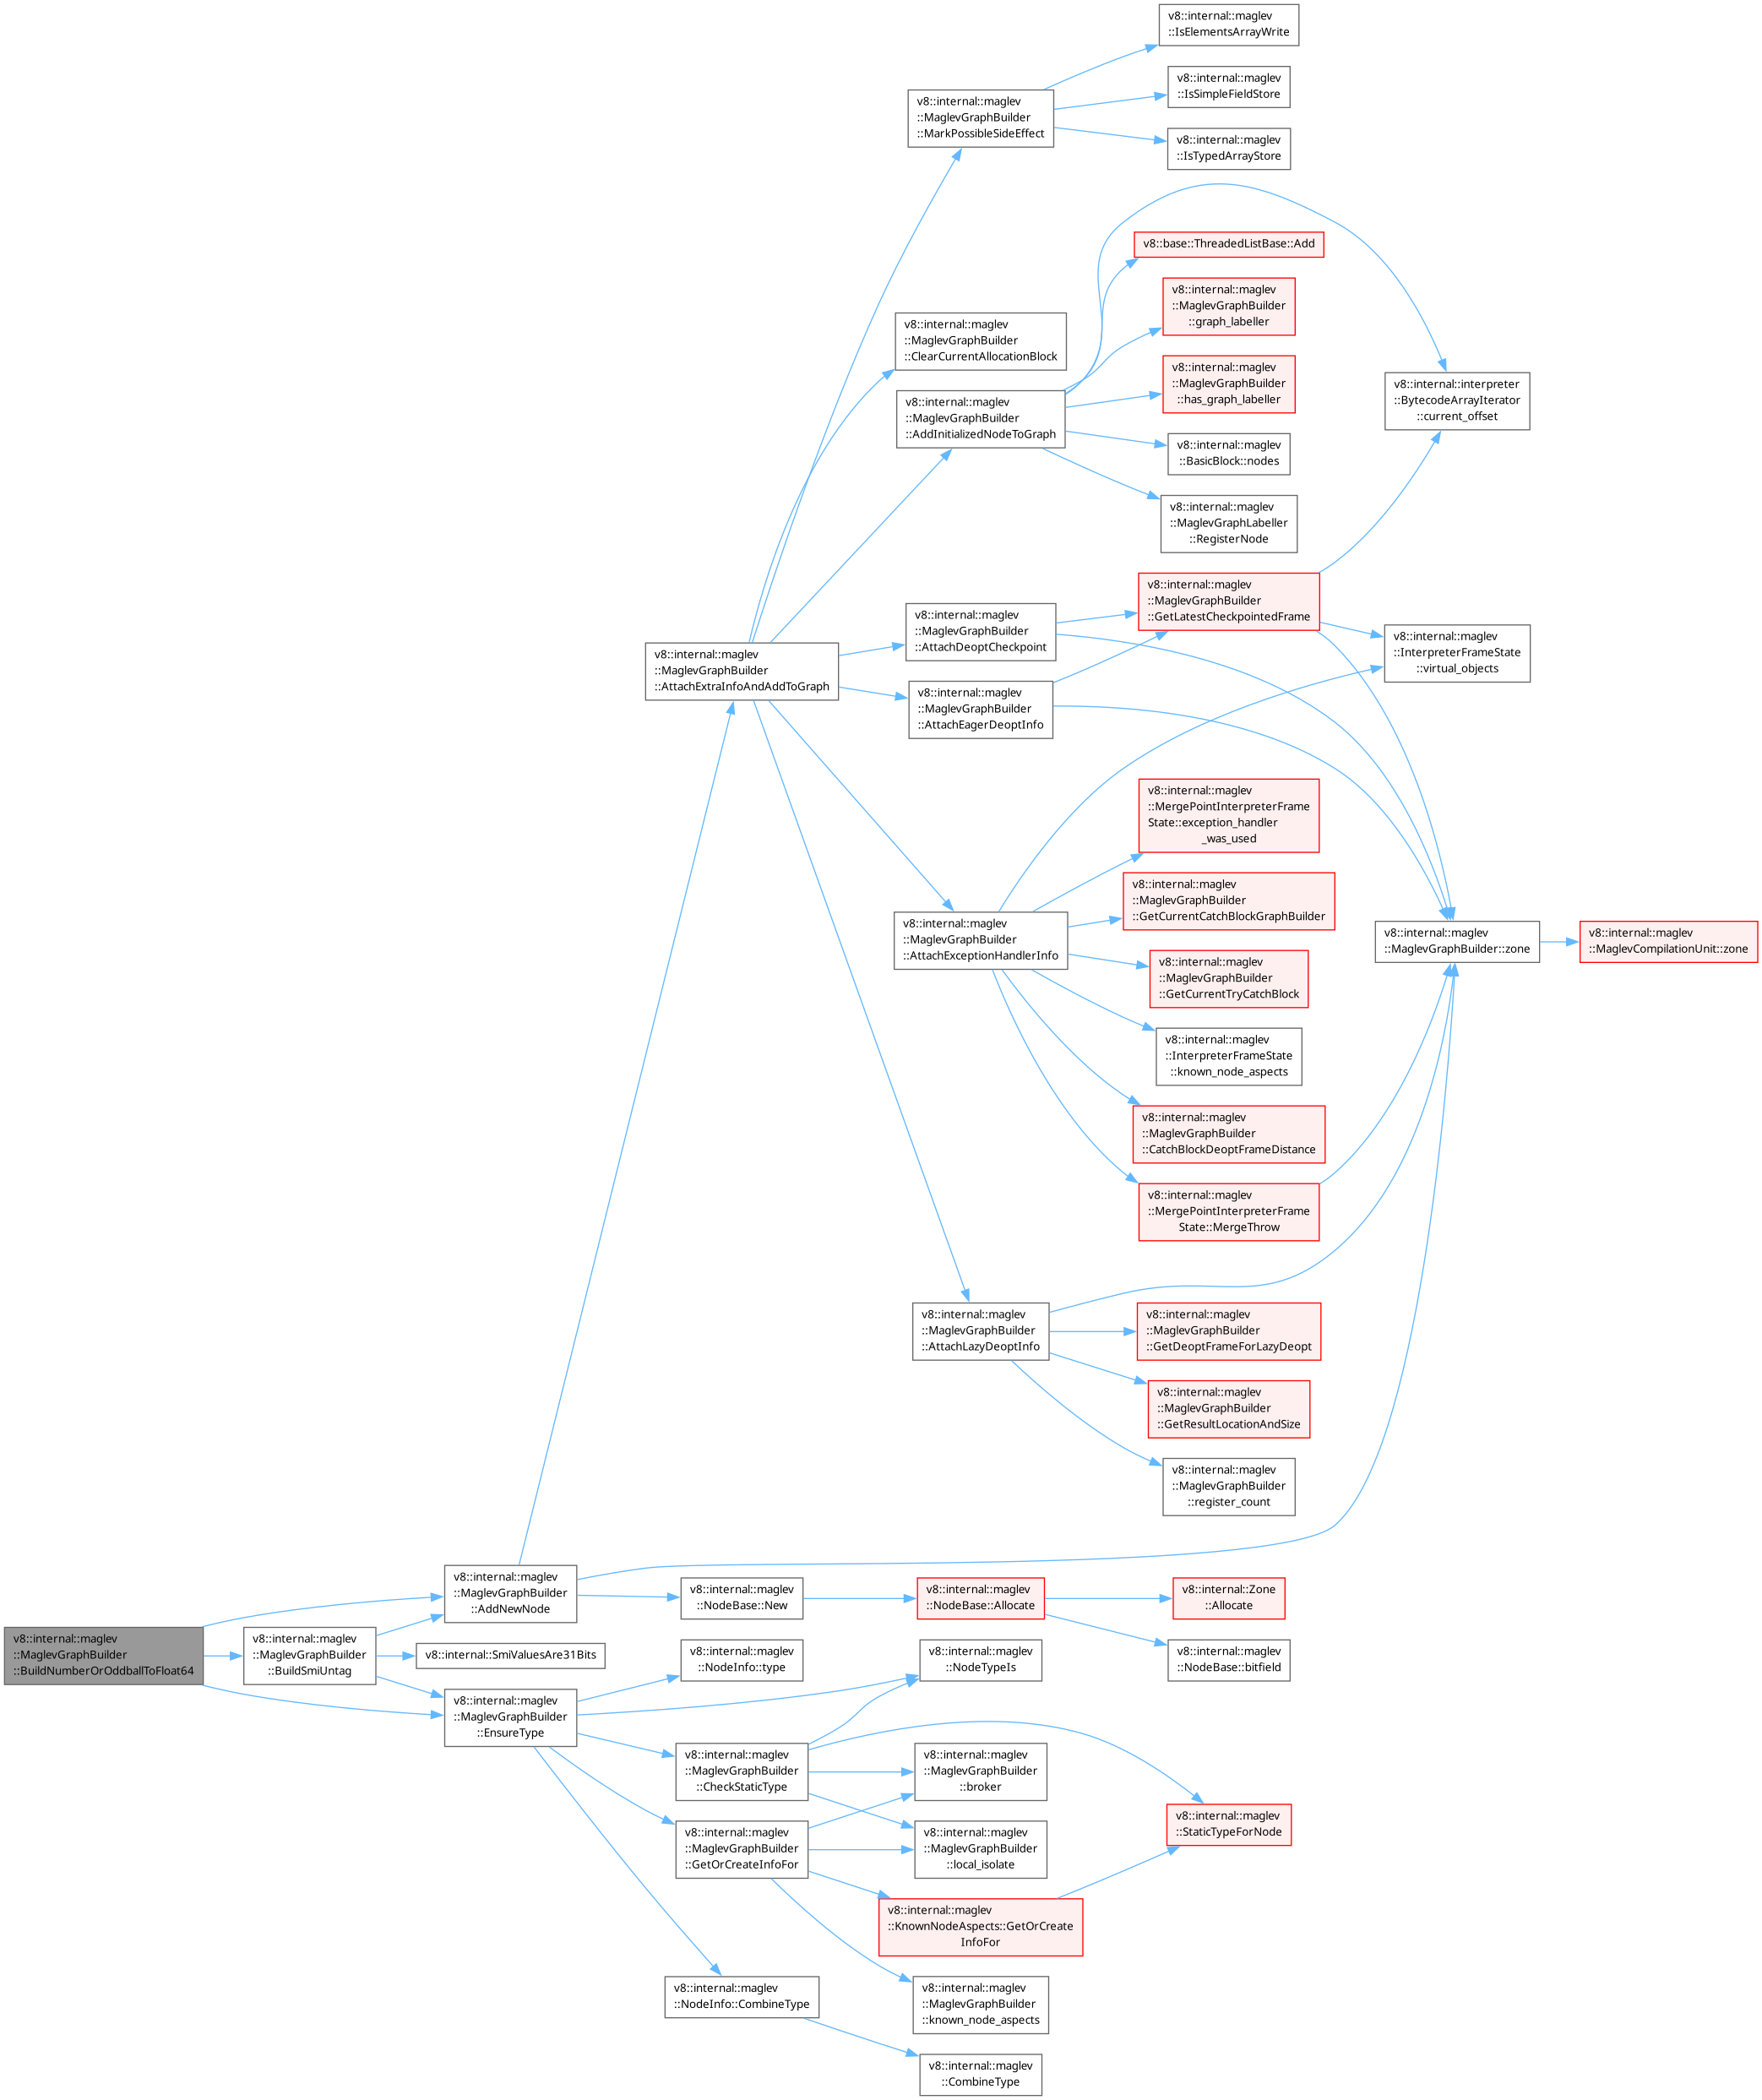 v8::internal::maglev
::IsElementsArrayWrite
v8::internal::maglev
::IsSimpleFieldStore
v8::internal::maglev
::MaglevGraphBuilder
::MarkPossibleSideEffect
v8::internal::maglev
::IsTypedArrayStore
v8::base::ThreadedListBase::Add
v8::internal::maglev
::MaglevGraphBuilder
::graph_labeller
v8::internal::maglev
::MaglevGraphBuilder
::ClearCurrentAllocationBlock
v8::internal::maglev
::MaglevGraphBuilder
::has_graph_labeller
v8::internal::interpreter
::BytecodeArrayIterator
::current_offset
v8::internal::maglev
::MaglevGraphBuilder
::AddInitializedNodeToGraph
v8::internal::maglev
::BasicBlock::nodes
v8::internal::maglev
::MaglevGraphLabeller
::RegisterNode
v8::internal::maglev
::MaglevGraphBuilder
::GetLatestCheckpointedFrame
v8::internal::maglev
::MaglevGraphBuilder
::AttachDeoptCheckpoint
v8::internal::maglev
::InterpreterFrameState
::virtual_objects
v8::internal::maglev
::MaglevGraphBuilder
::AttachExtraInfoAndAddToGraph
v8::internal::maglev
::MaglevGraphBuilder
::AttachEagerDeoptInfo
v8::internal::maglev
::MergePointInterpreterFrame
State::exception_handler
_was_used
v8::internal::maglev
::MaglevGraphBuilder
::GetCurrentCatchBlockGraphBuilder
v8::internal::maglev
::MaglevGraphBuilder
::AttachExceptionHandlerInfo
v8::internal::maglev
::MaglevGraphBuilder::zone
v8::internal::maglev
::MaglevCompilationUnit::zone
v8::internal::maglev
::MaglevGraphBuilder
::GetCurrentTryCatchBlock
v8::internal::maglev
::InterpreterFrameState
::known_node_aspects
v8::internal::maglev
::MaglevGraphBuilder
::CatchBlockDeoptFrameDistance
v8::internal::maglev
::MergePointInterpreterFrame
State::MergeThrow
v8::internal::maglev
::MaglevGraphBuilder
::AttachLazyDeoptInfo
v8::internal::maglev
::MaglevGraphBuilder
::GetDeoptFrameForLazyDeopt
v8::internal::maglev
::MaglevGraphBuilder
::GetResultLocationAndSize
v8::internal::maglev
::MaglevGraphBuilder
::register_count
v8::internal::maglev
::MaglevGraphBuilder
::AddNewNode
v8::internal::maglev
::NodeBase::New
v8::internal::maglev
::NodeBase::Allocate
v8::internal::Zone
::Allocate
v8::internal::maglev
::MaglevGraphBuilder
::BuildNumberOrOddballToFloat64
v8::internal::maglev
::MaglevGraphBuilder
::BuildSmiUntag
v8::internal::SmiValuesAre31Bits
v8::internal::maglev
::NodeInfo::type
v8::internal::maglev
::NodeTypeIs
v8::internal::maglev
::NodeBase::bitfield
v8::internal::maglev
::MaglevGraphBuilder
::EnsureType
v8::internal::maglev
::MaglevGraphBuilder
::CheckStaticType
v8::internal::maglev
::MaglevGraphBuilder
::broker
v8::internal::maglev
::StaticTypeForNode
v8::internal::maglev
::MaglevGraphBuilder
::GetOrCreateInfoFor
v8::internal::maglev
::MaglevGraphBuilder
::local_isolate
v8::internal::maglev
::KnownNodeAspects::GetOrCreate
InfoFor
v8::internal::maglev
::NodeInfo::CombineType
v8::internal::maglev
::MaglevGraphBuilder
::known_node_aspects
v8::internal::maglev
::CombineType